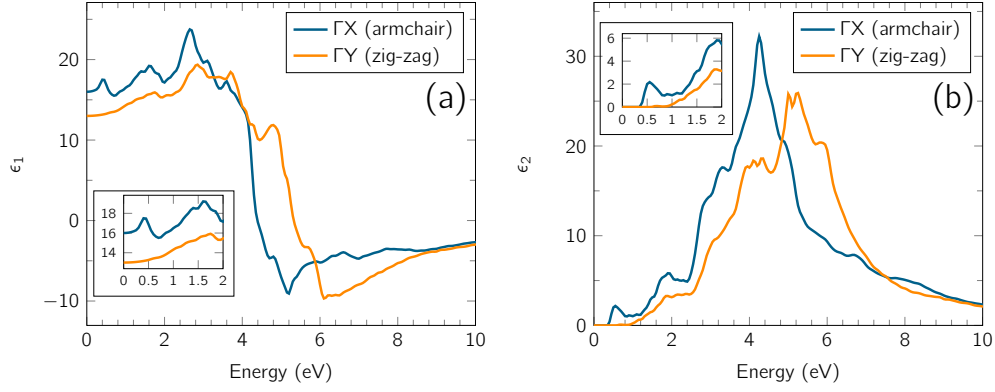 ΓX (armchair)
ΓY (zig-zag)
(a)
20
10
0
−10
ϵ1
18
16
14
0 0.5 1 1.5 2
0 2 4 6 8 10
Energy (eV)
ΓX (armchair)
ΓY (zig-zag)
(b)
30
20
10
0
ϵ2
6
4
2
0
0 0.5 1 1.5 2
0 2 4 6 8 10
Energy (eV)